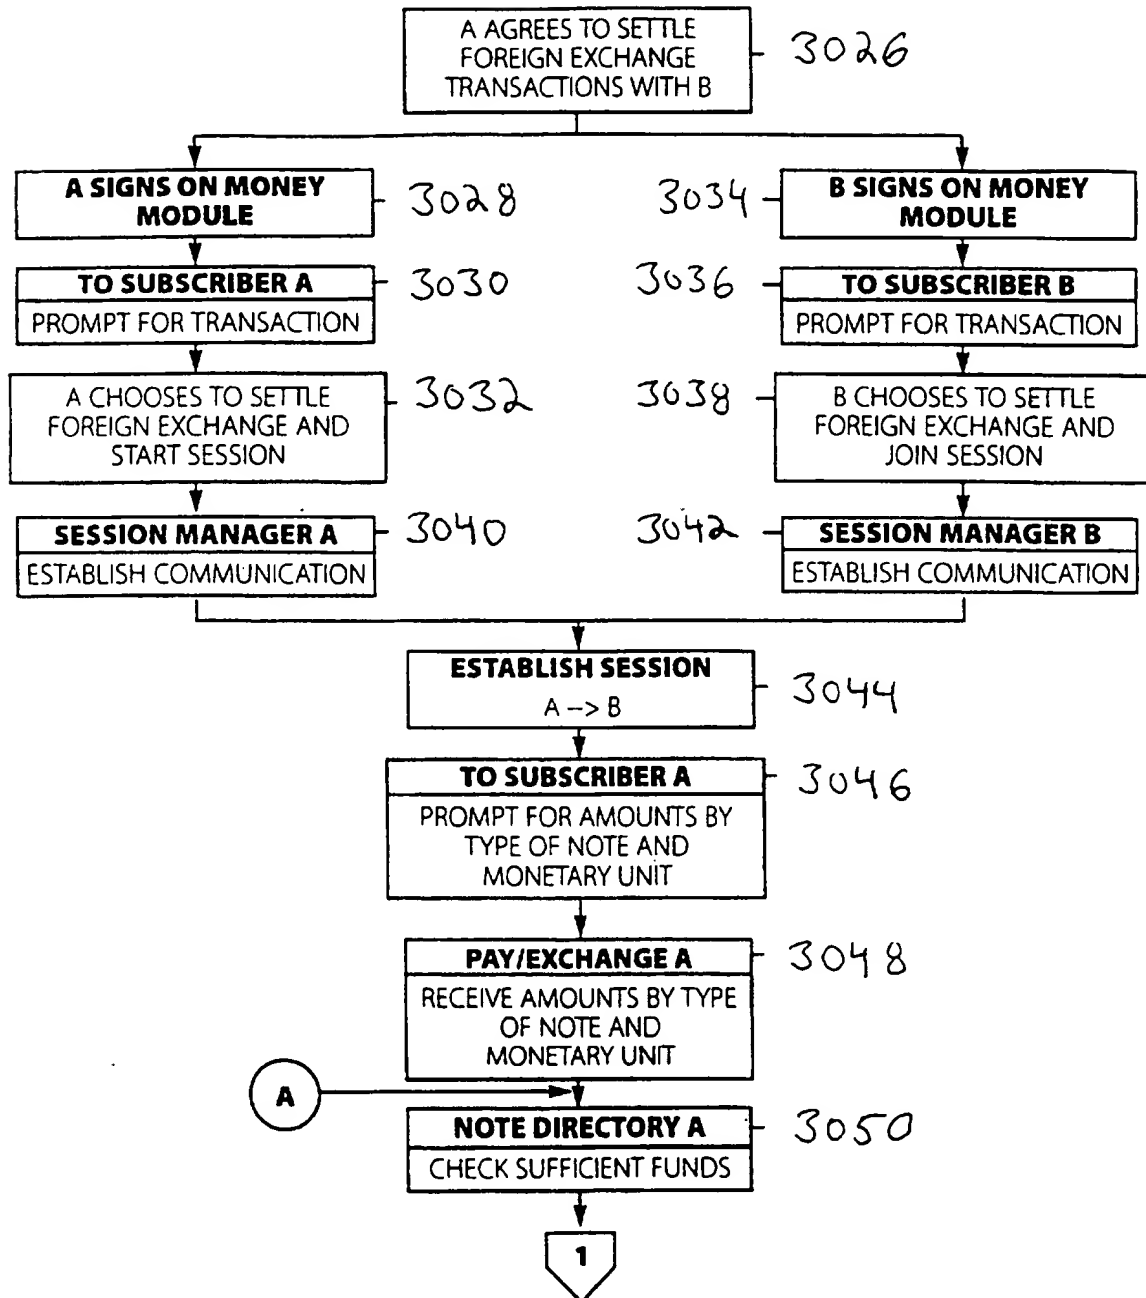 A AGREES TO SETTLE
FOREIGN EXCHANGE
TRANSACTIONS WITH B
3026
A SIGNS ON MONEY
MODULE
3028
3034
B SIGNS ON MONEY
MODULE
TO SUBSCRIBER A
PROMPT FOR TRANSACTION
3030
3036
TO SUBSCRIBER B
PROMPT FOR TRANSACTION
A CHOOSES TO SETTLE
FOREIGN EXCHANGE AND
START SESSION
3032
3038
B CHOOSES TO SETTLE
FOREIGN EXCHANGE AND
JOIN SESSION
SESSION MANAGER A
ESTABLISH COMMUNICATION
3040
3042
SESSION MANAGER B
ESTABLISH COMMUNICATION
ESTABLISH SESSION
A –> B
3044
TO SUBSCRIBER A
PROMPT FOR AMOUNTS BY
TYPE OF NOTE AND
MONETARY UNIT
3046
PAY/EXCHANGE A
RECEIVE AMOUNTS BY TYPE
OF NOTE AND
MONETARY UNIT
3048
A
NOTE DIRECTORY A
CHECK SUFFICIENT FUNDS
3050
1